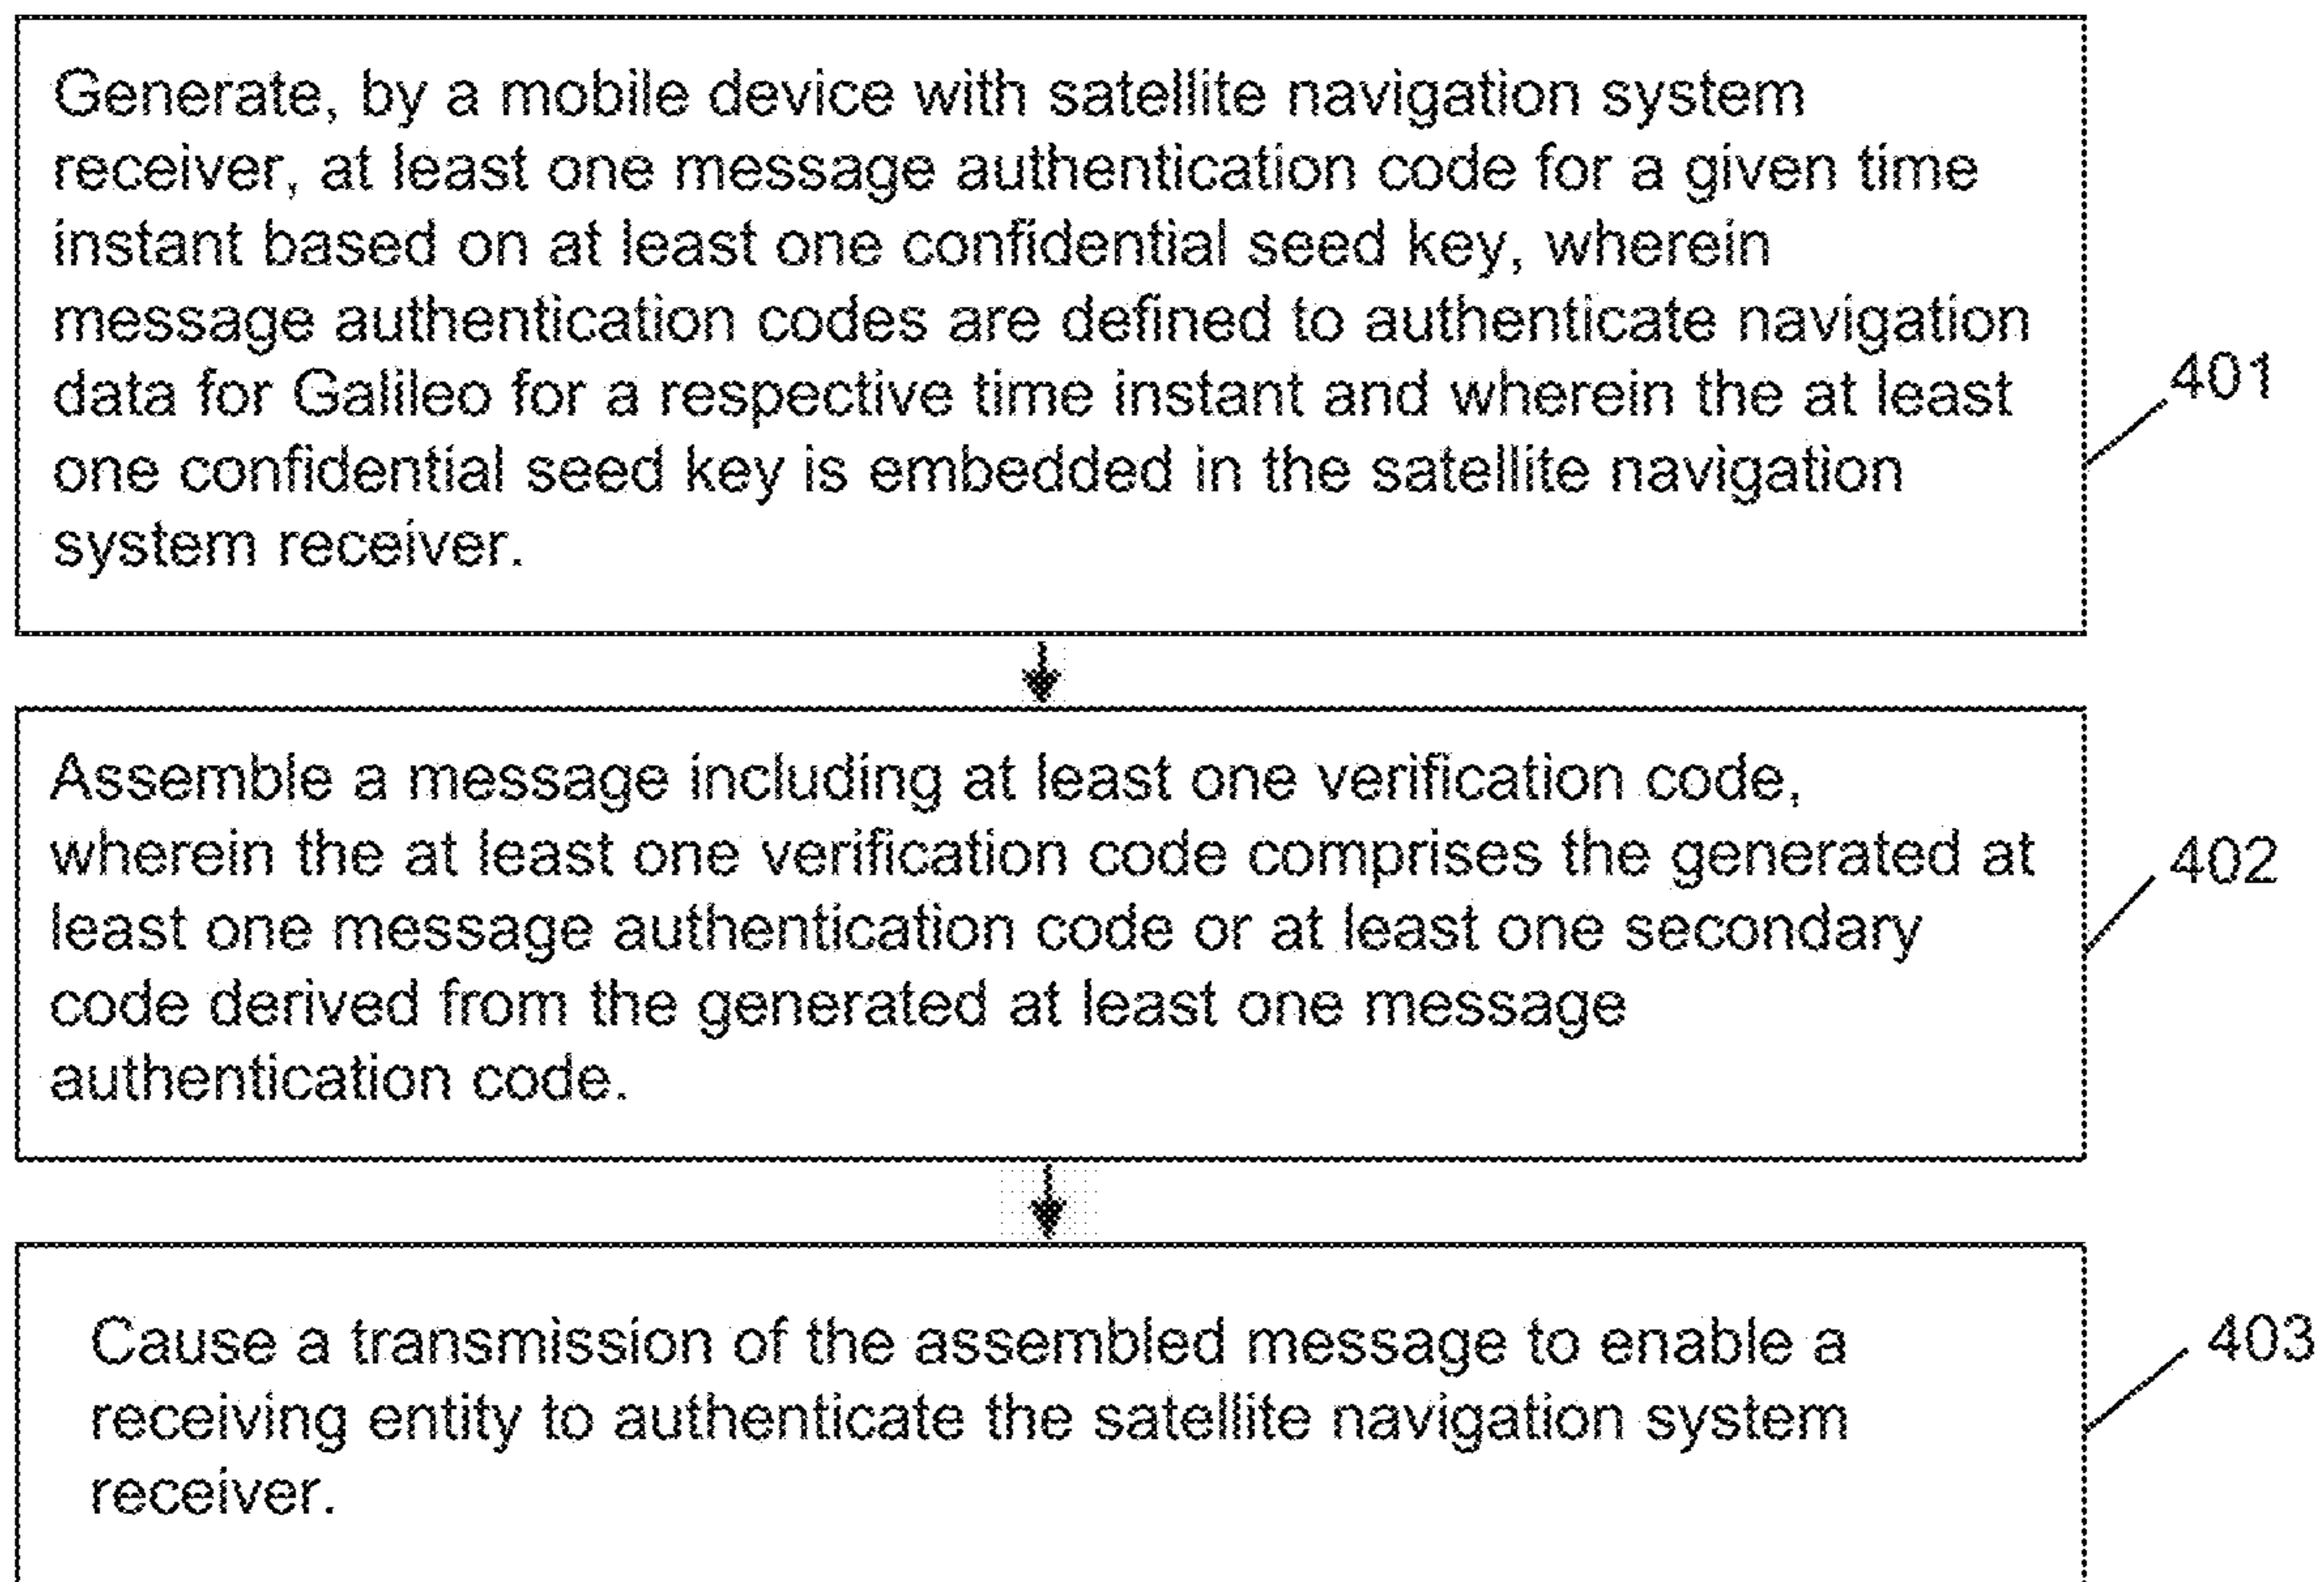 Generate, by a mobile device with satellite navigation system
receiver, at least one message authentication code for a given time
instant based on at least one confidential seed key, wherein
message authentication codes are defined to authenticate navigation
data for Galileo for a respective time instant and wherein the at least
one confidential seed key is embedded in the satellite navigation
system receiver.
401
Assemble a message including at least one verification code,
wherein the at least one verification code comprises the generated at
least one message authentication code or at least one secondary
code derived from the generated at least one message
authentication code.
402
Cause a transmission of the assembled message to enable a
receiving entity to authenticate the satellite navigation system
receiver.
403